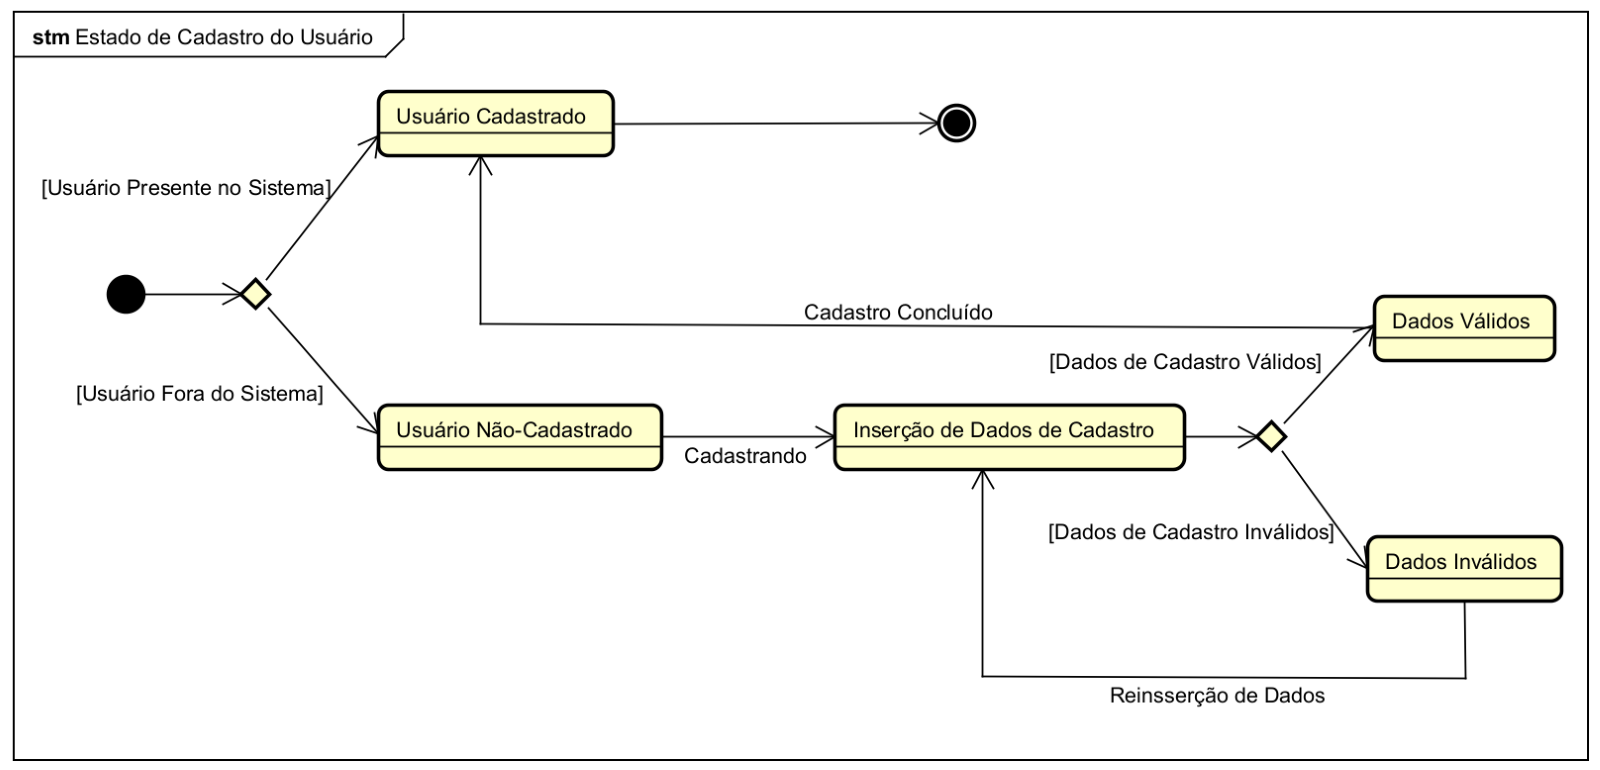 stm Estado de Cadastro do Usuário
Usuário Cadastrado
[Usuário Presente no Sistema]
Cadastro Concluído
Dados Válidos
[Dados de Cadastro Válidos]
[Usuário Fora do Sistema]
Usuário Não-Cadastrado
Cadastrando
Inserção de Dados de Cadastro
[Dados de Cadastro Inválidos]
Dados Inválidos
Reinsserção de Dados